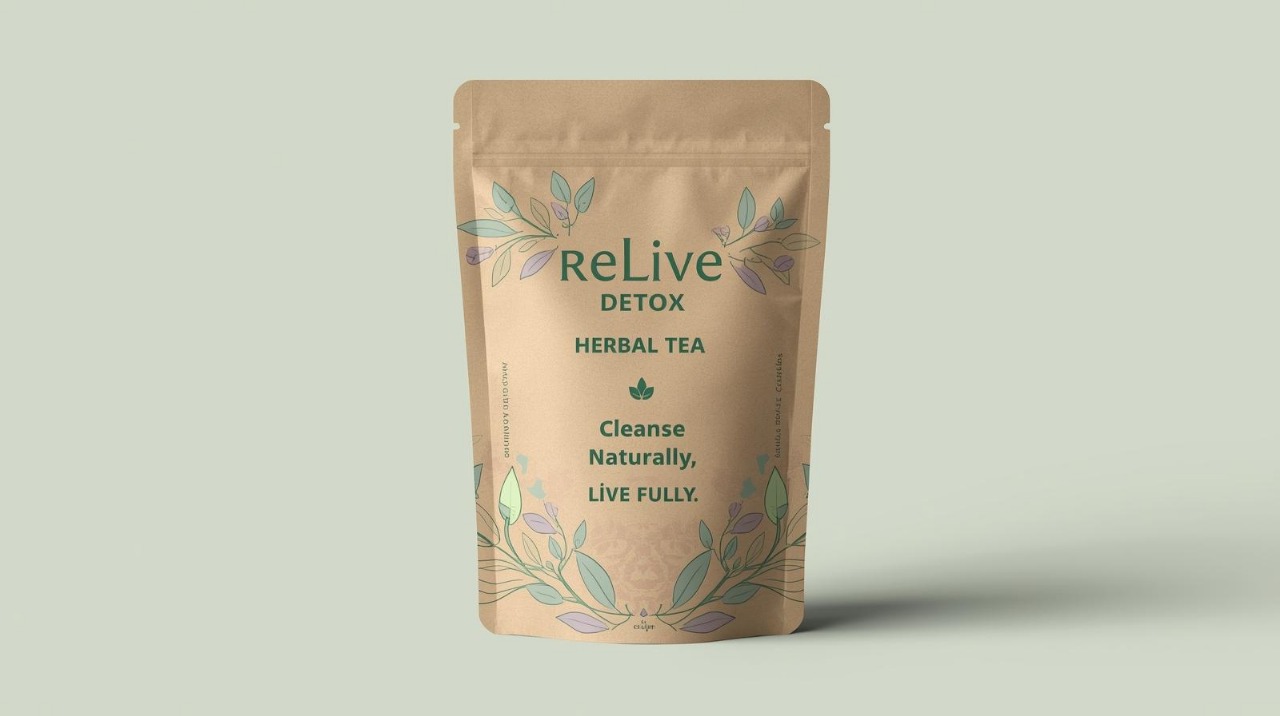 ReLive
DETOX
HERBAL TEA
Cleanse
Naturally,
LiVE FULLY.